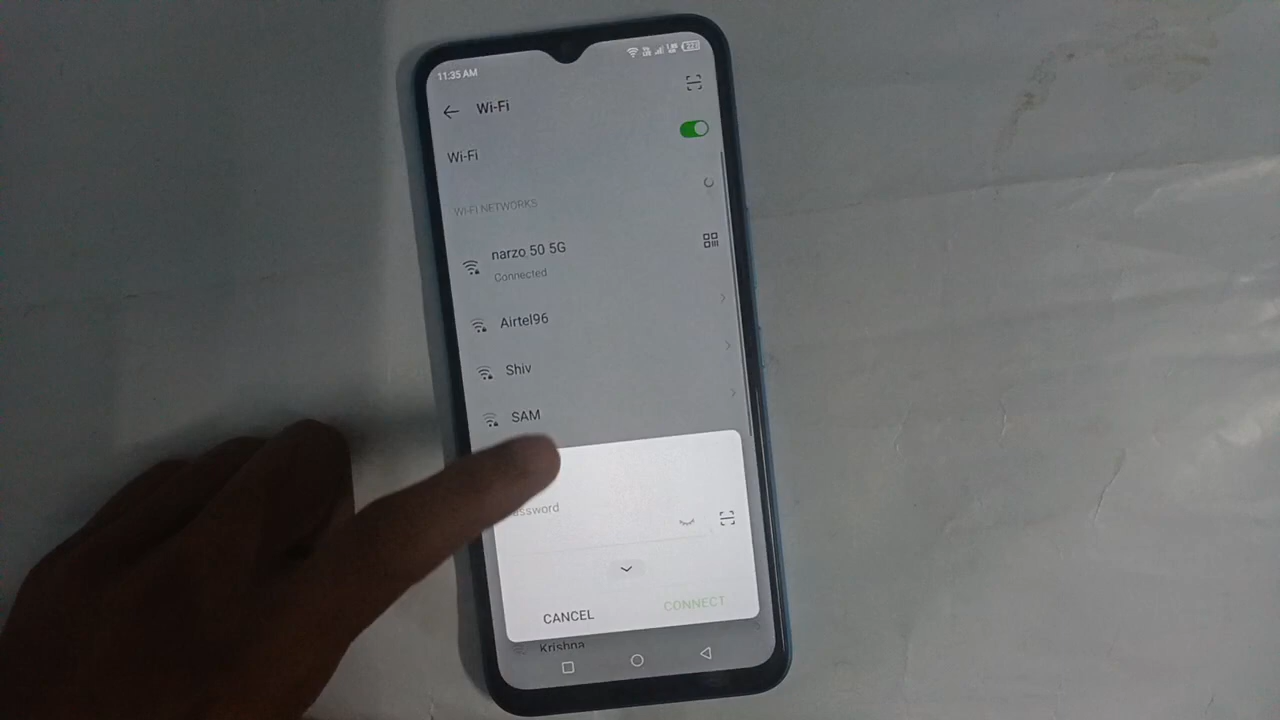 11:35 AM
Wi-Fi
Wi-Fi
WI-FI NETWORKS
narzo 50 5G
Connected
Airtel96
Shiv
SAM
assword
CANCEL
CONNECT
Krishna